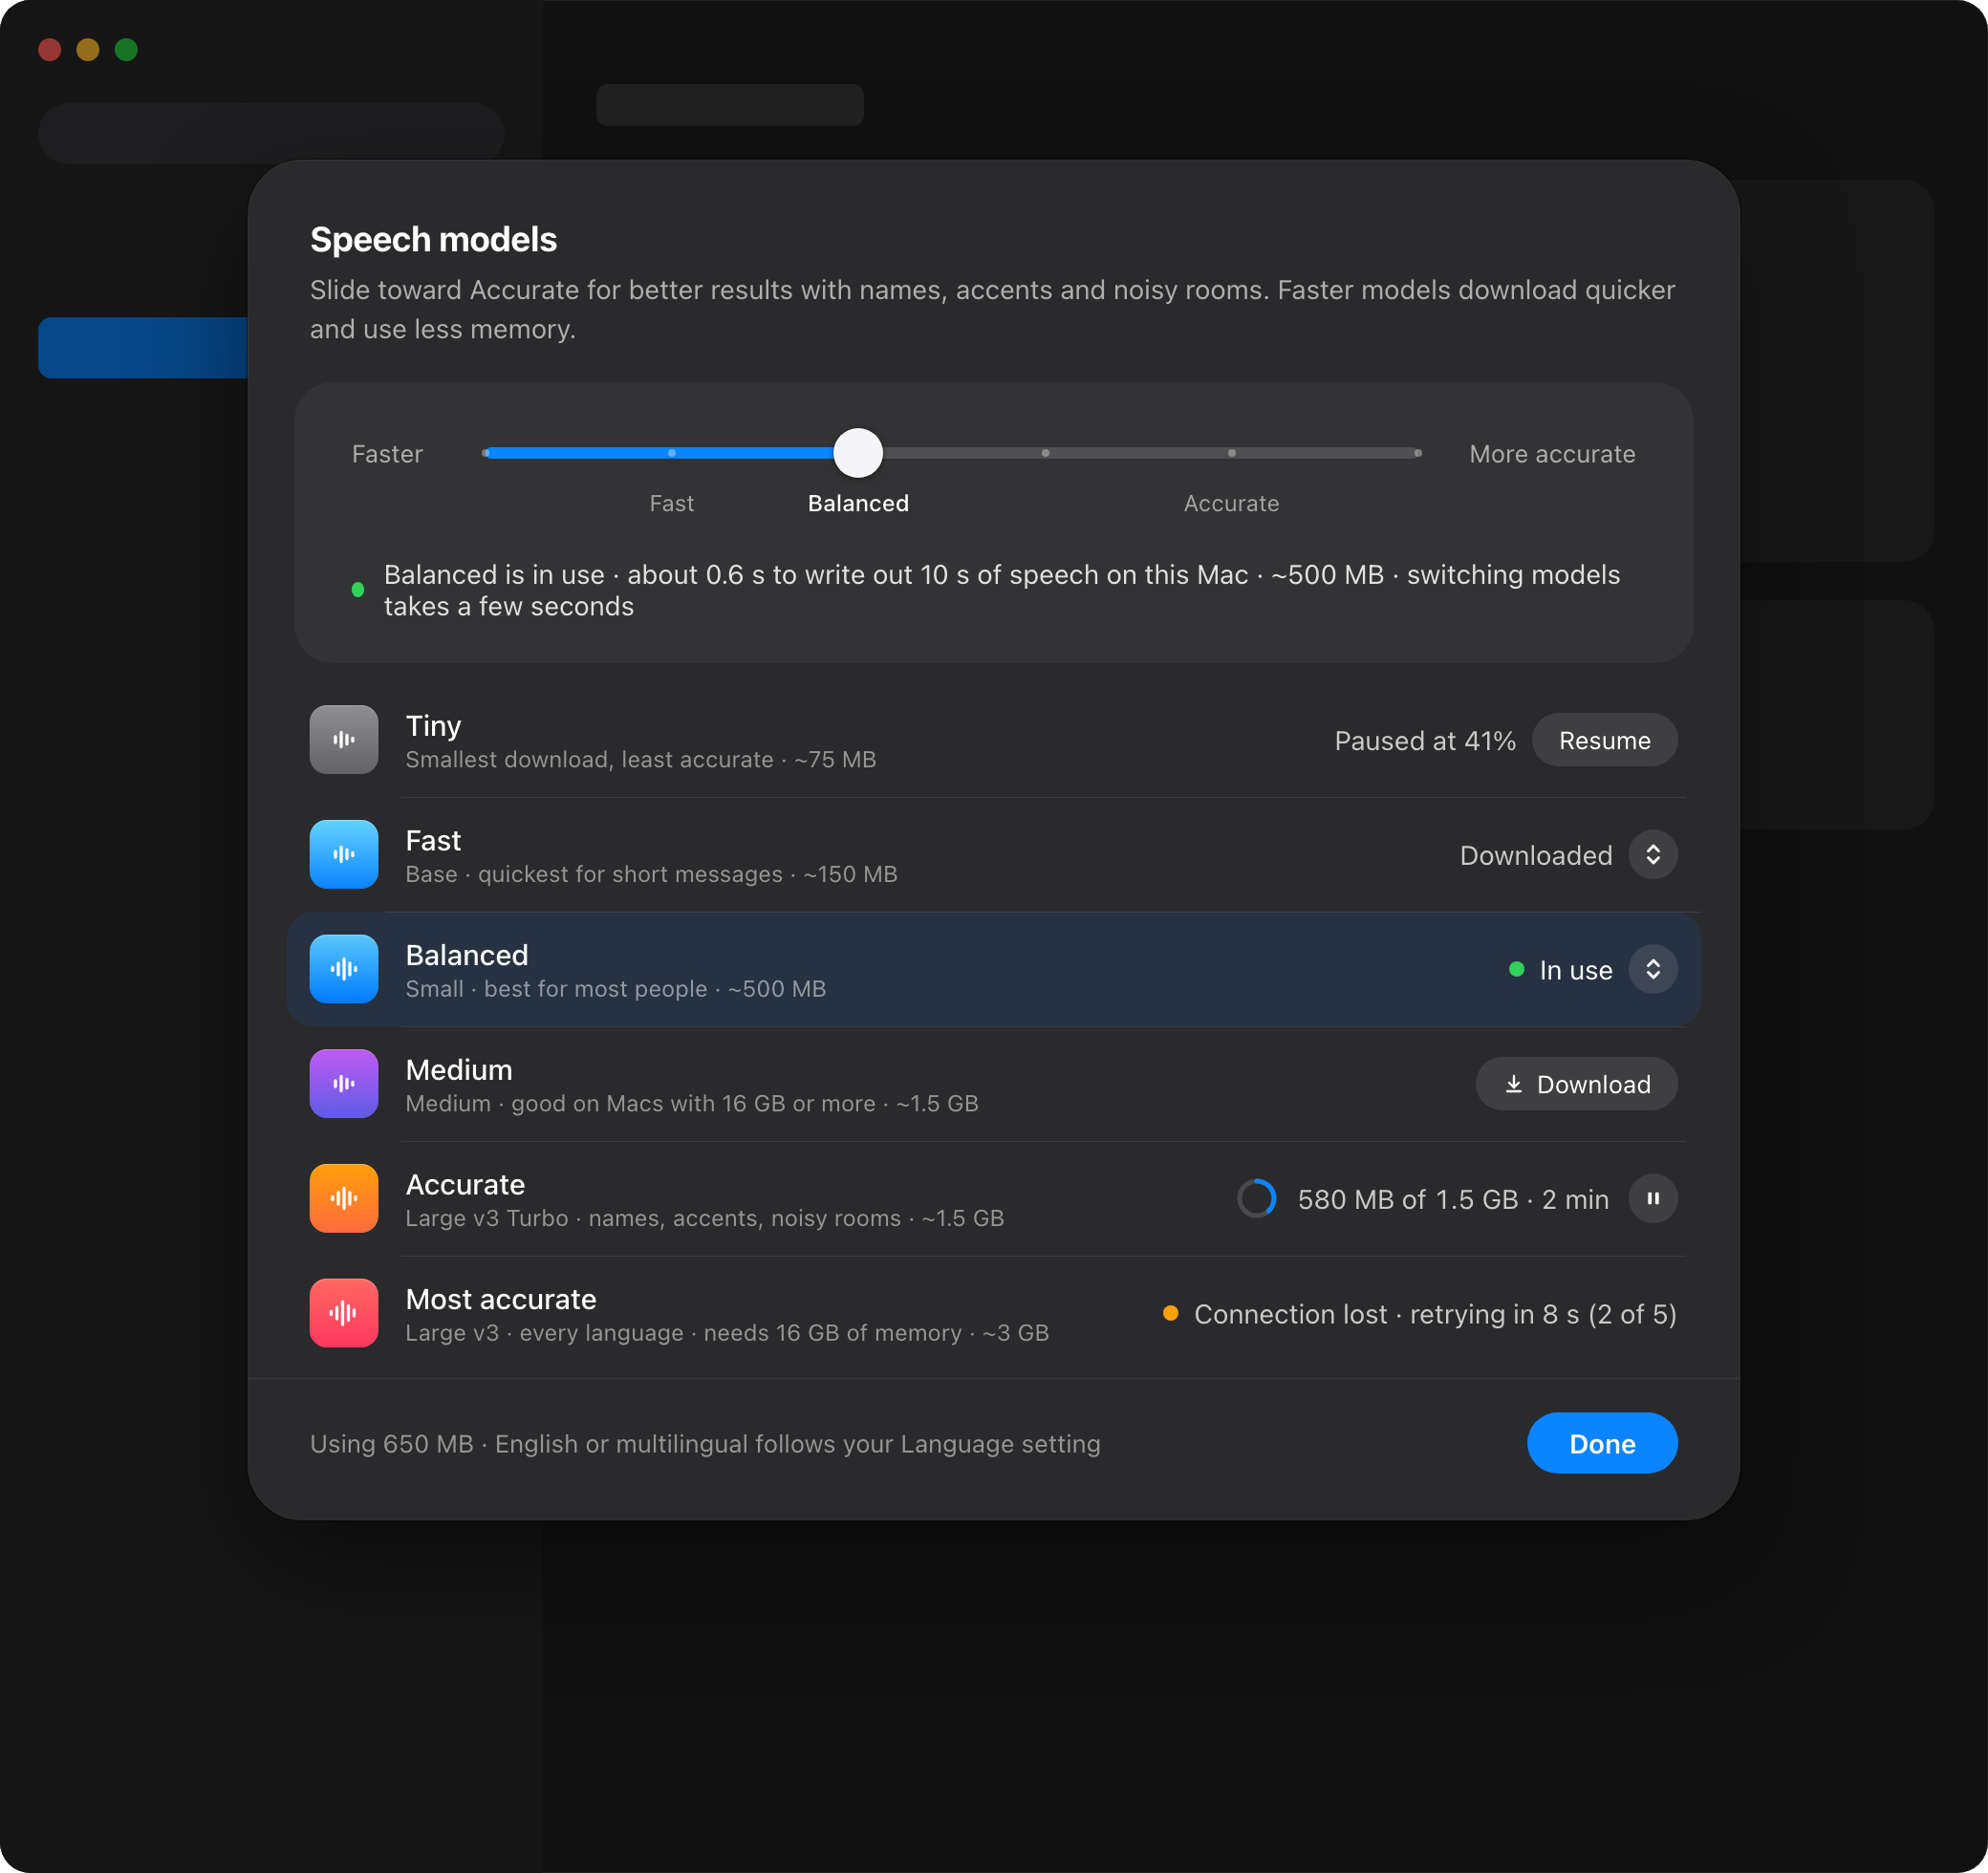 Speech models
Slide toward Accurate for better results with names, accents and noisy rooms. Faster models download quicker
and use less memory.
Faster
More accurate
Fast
Balanced
Accurate
Balanced is in use · about 0.6 s to write out 10 s of speech on this Mac · ~500 MB · switching models
takes a few seconds
Tiny
Smallest download, least accurate · ~75 MB
Paused at 41%
Resume
Fast
Base · quickest for short messages · ~150 MB
Downloaded
Balanced
Small · best for most people · ~500 MB
In use
Medium
Medium · good on Macs with 16 GB or more · ~1.5 GB
Download
Accurate
Large v3 Turbo · names, accents, noisy rooms · ~1.5 GB
580 MB of 1.5 GB · 2 min
Most accurate
Large v3 · every language · needs 16 GB of memory · ~3 GB
Connection lost · retrying in 8 s (2 of 5)
Using 650 MB · English or multilingual follows your Language setting
Done